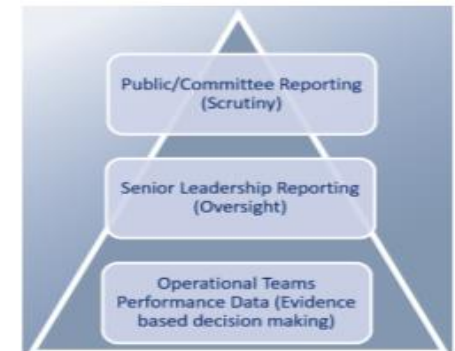 Public/Committee Reporting
(Scrutiny)
Senior Leadership Reporting
(Oversight)
Operational Teams
Performance Data (Evidence
based decision making)